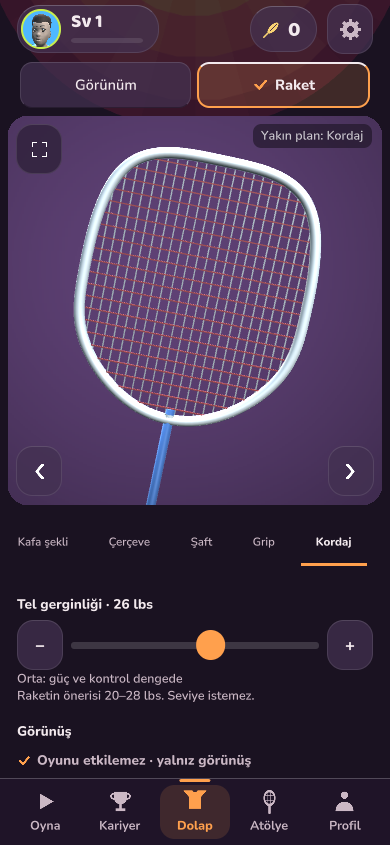 Sv 1
0
Görünüm
Raket
Yakın plan: Kordaj
Kafa şekli
Çerçeve
Şaft
Grip
Kordaj
Tel gerginliği · 26 lbs
Orta: güç ve kontrol dengede
Raketin önerisi 20–28 lbs. Seviye istemez.
Görünüş
Oyunu etkilemez · yalnız görünüş
Oyna
Kariyer
Dolap
Atölye
Profil